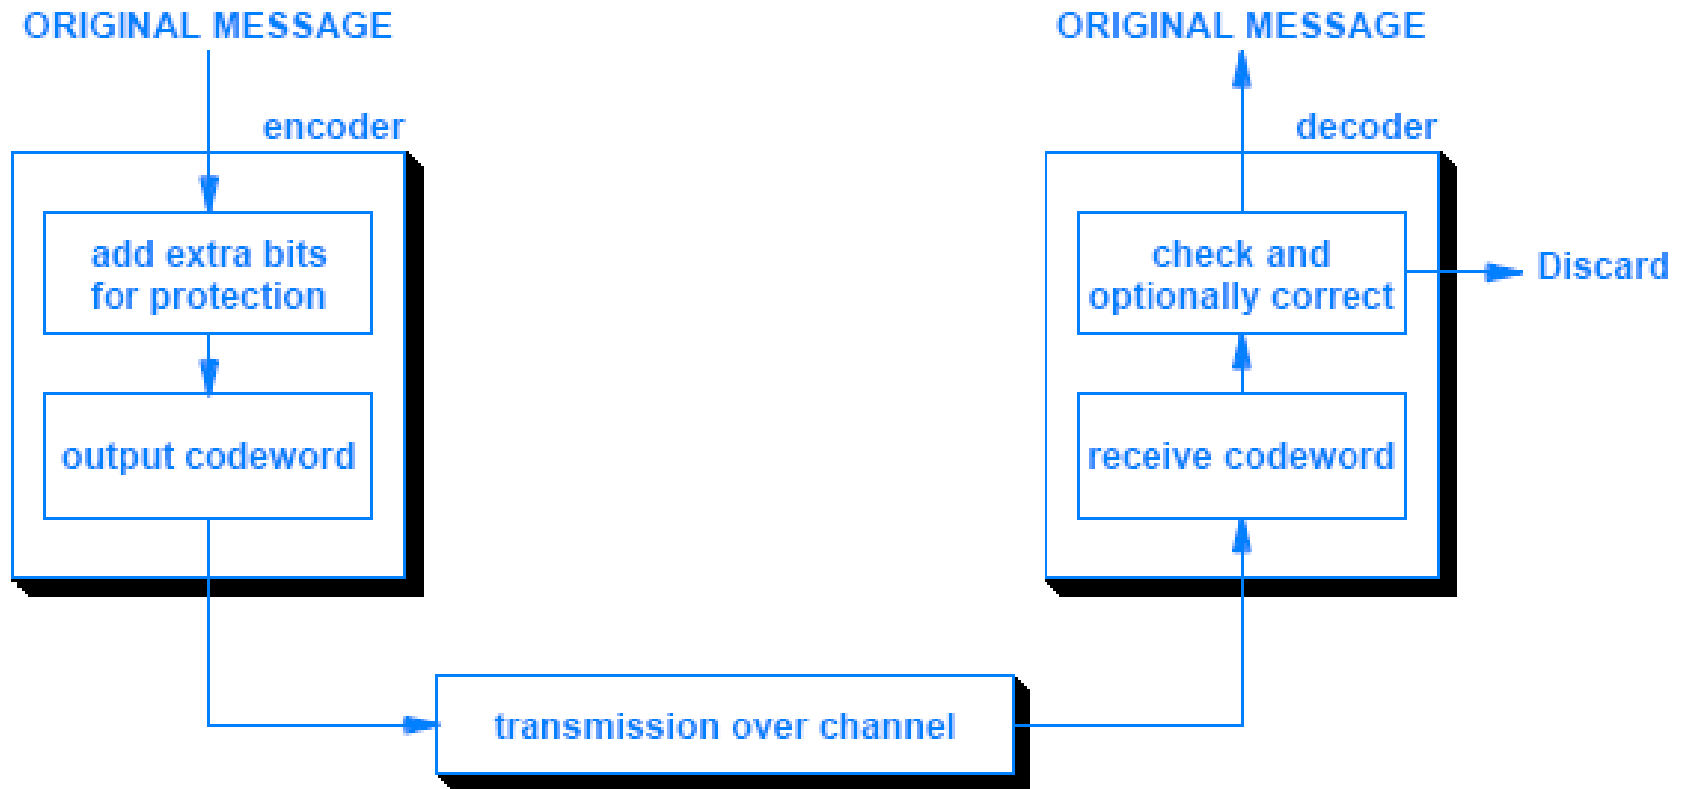 ORIGINAL MESSAGE
encoder
add extra bits
for protection
output codeword
transmission over channel
ORIGINAL MESSAGE
decoder
check and
optionally correct
Discard
receive codeword